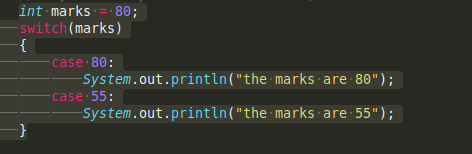 int marks = 80;
switch(marks)
{
case 80:
System.out.println("the marks are 80");
case 55:
System.out.println("the marks are 55");
}